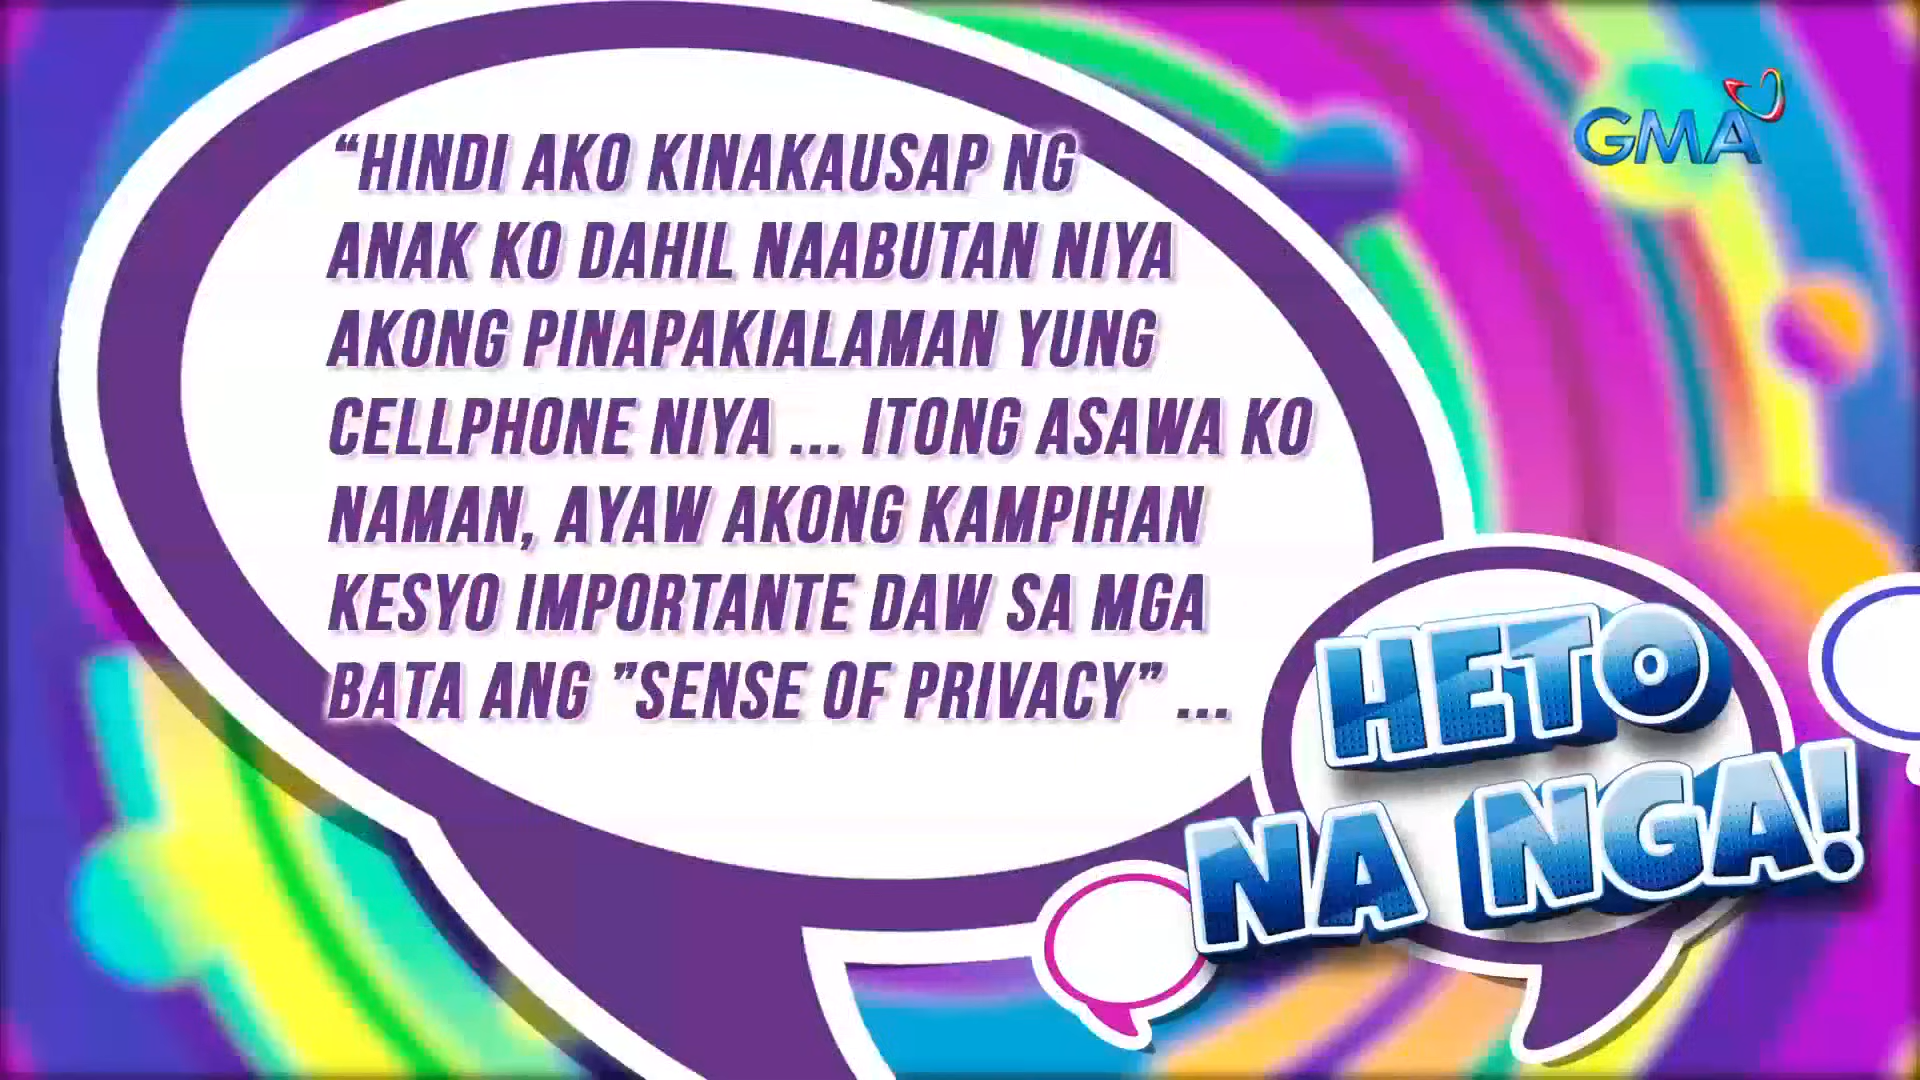 “HINDI AKO KINAKAUSAP NG
ANAK KO DAHIL NAABUTAN NIYA
AKONG PINAPAKIALAMAN YUNG
CELLPHONE NIYA ... ITONG ASAWA KO
NAMAN, AYAW AKONG KAMPIHAN
KESYO IMPORTANTE DAW SA MGA
BATA ANG ”SENSE OF PRIVACY” ...
GMA
HETO
NA NGA!